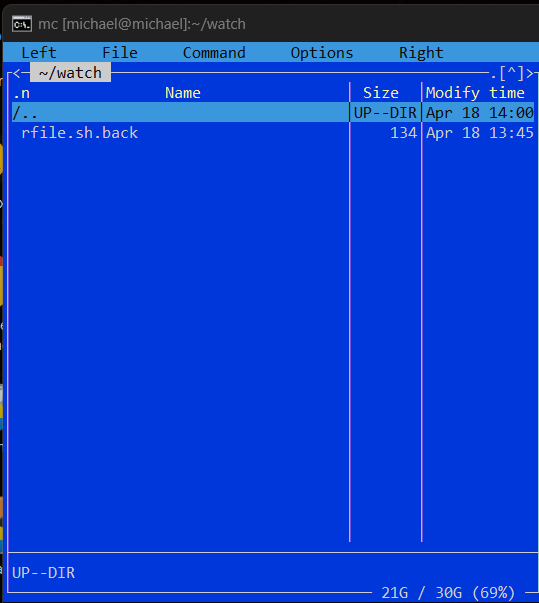 mc [michael@michael]:~/watch
Left File Command Options Right
<─ ~/watch ─.[^]>
.n Name Size Modify time
/.. UP--DIR Apr 18 14:00
rfile.sh.back 134 Apr 18 13:45
UP--DIR
21G / 30G (69%)